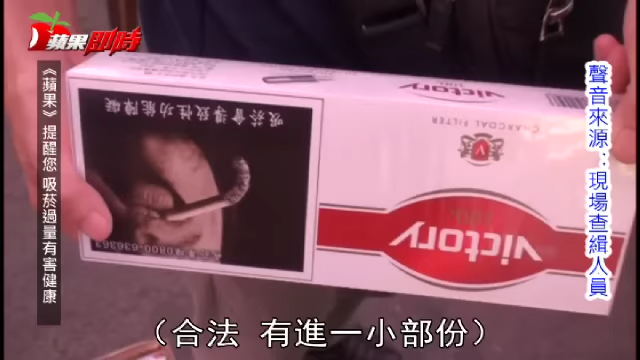 蘋果即時
《蘋果》提醒您 吸菸過量有害健康
聲音來源：現場查緝人員
victory
CHARCOAL FILTER
V
victory
吸菸會導致性功能障礙
0800-636363
（合法 有進一小部份）